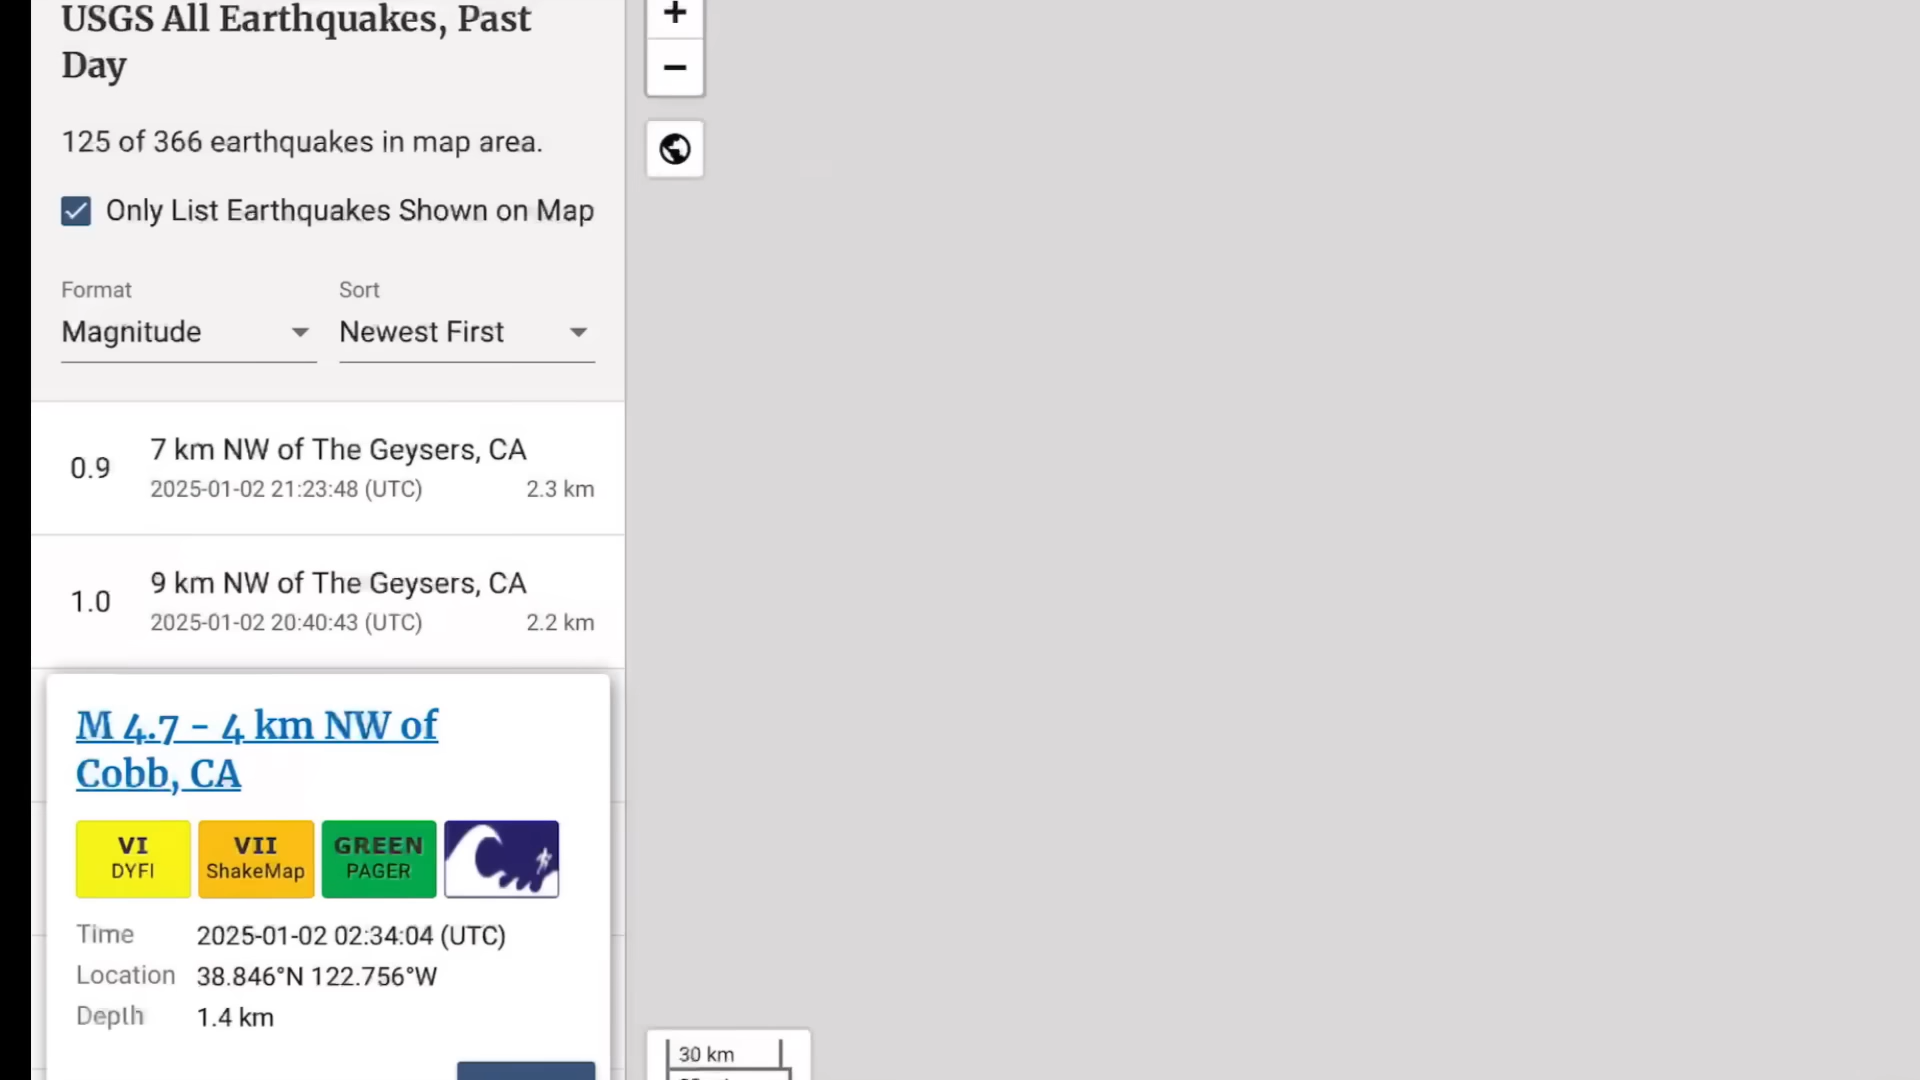 USGS All Earthquakes, Past
Day
125 of 366 earthquakes in map area.
Only List Earthquakes Shown on Map
Format
Sort
Magnitude
Newest First
0.9
7 km NW of The Geysers, CA
2025-01-02 21:23:48 (UTC)
2.3 km
1.0
9 km NW of The Geysers, CA
2025-01-02 20:40:43 (UTC)
2.2 km
M 4.7 - 4 km NW of
Cobb, CA
VI
DYFI
VII
ShakeMap
GREEN
PAGER
Time 2025-01-02 02:34:04 (UTC)
Location 38.846°N 122.756°W
Depth 1.4 km
+
−
30 km